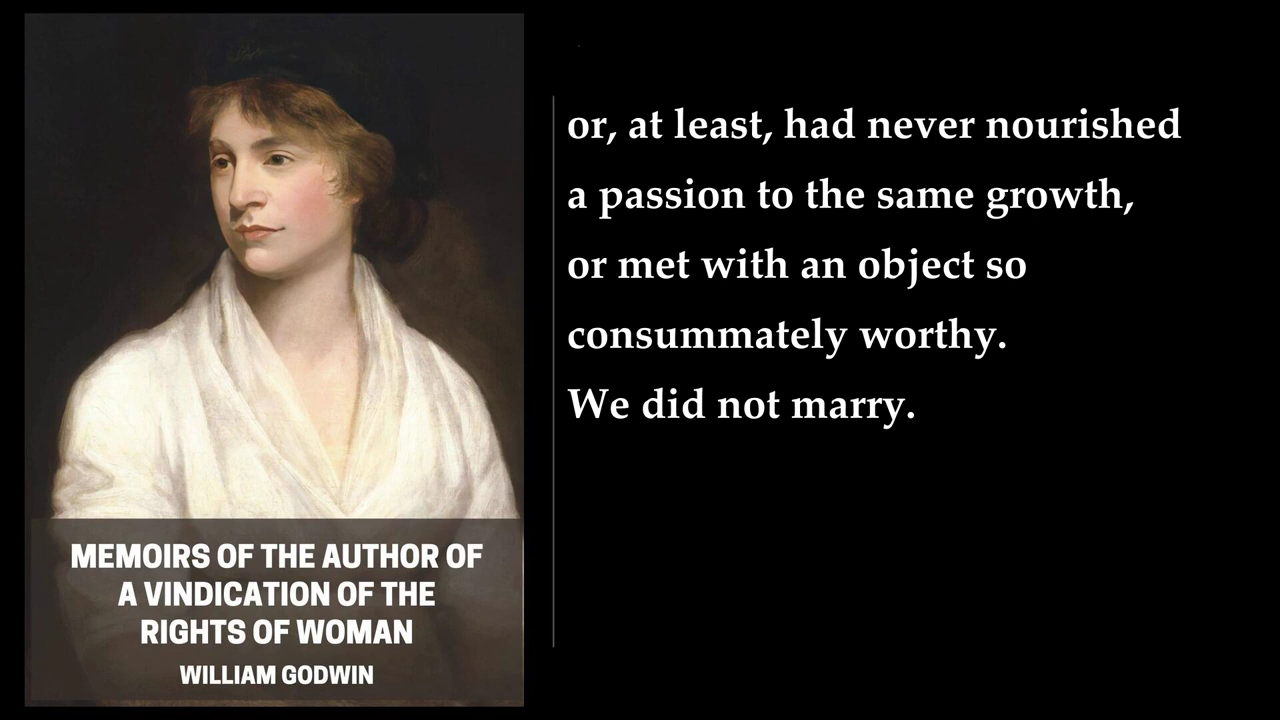 or, at least, had never nourished
a passion to the same growth,
or met with an object so
consummately worthy.
We did not marry.
MEMOIRS OF THE AUTHOR OF
A VINDICATION OF THE
RIGHTS OF WOMAN
WILLIAM GODWIN